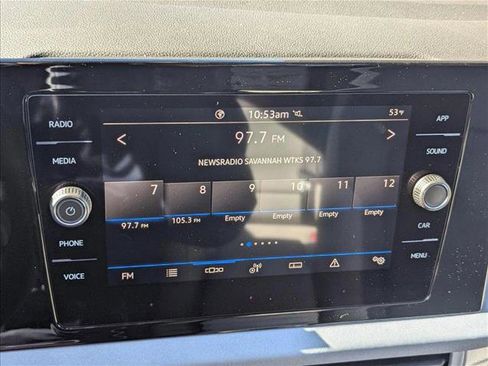 10:53am 53°F
RADIO
MEDIA
PHONE
VOICE
97.7 FM
NEWSRADIO SAVANNAH WTKS 97.7
7 8 9 10 11 12
97.7 FM 105.3 FM Empty Empty Empty Empty
FM
APP
SOUND
CAR
MENU